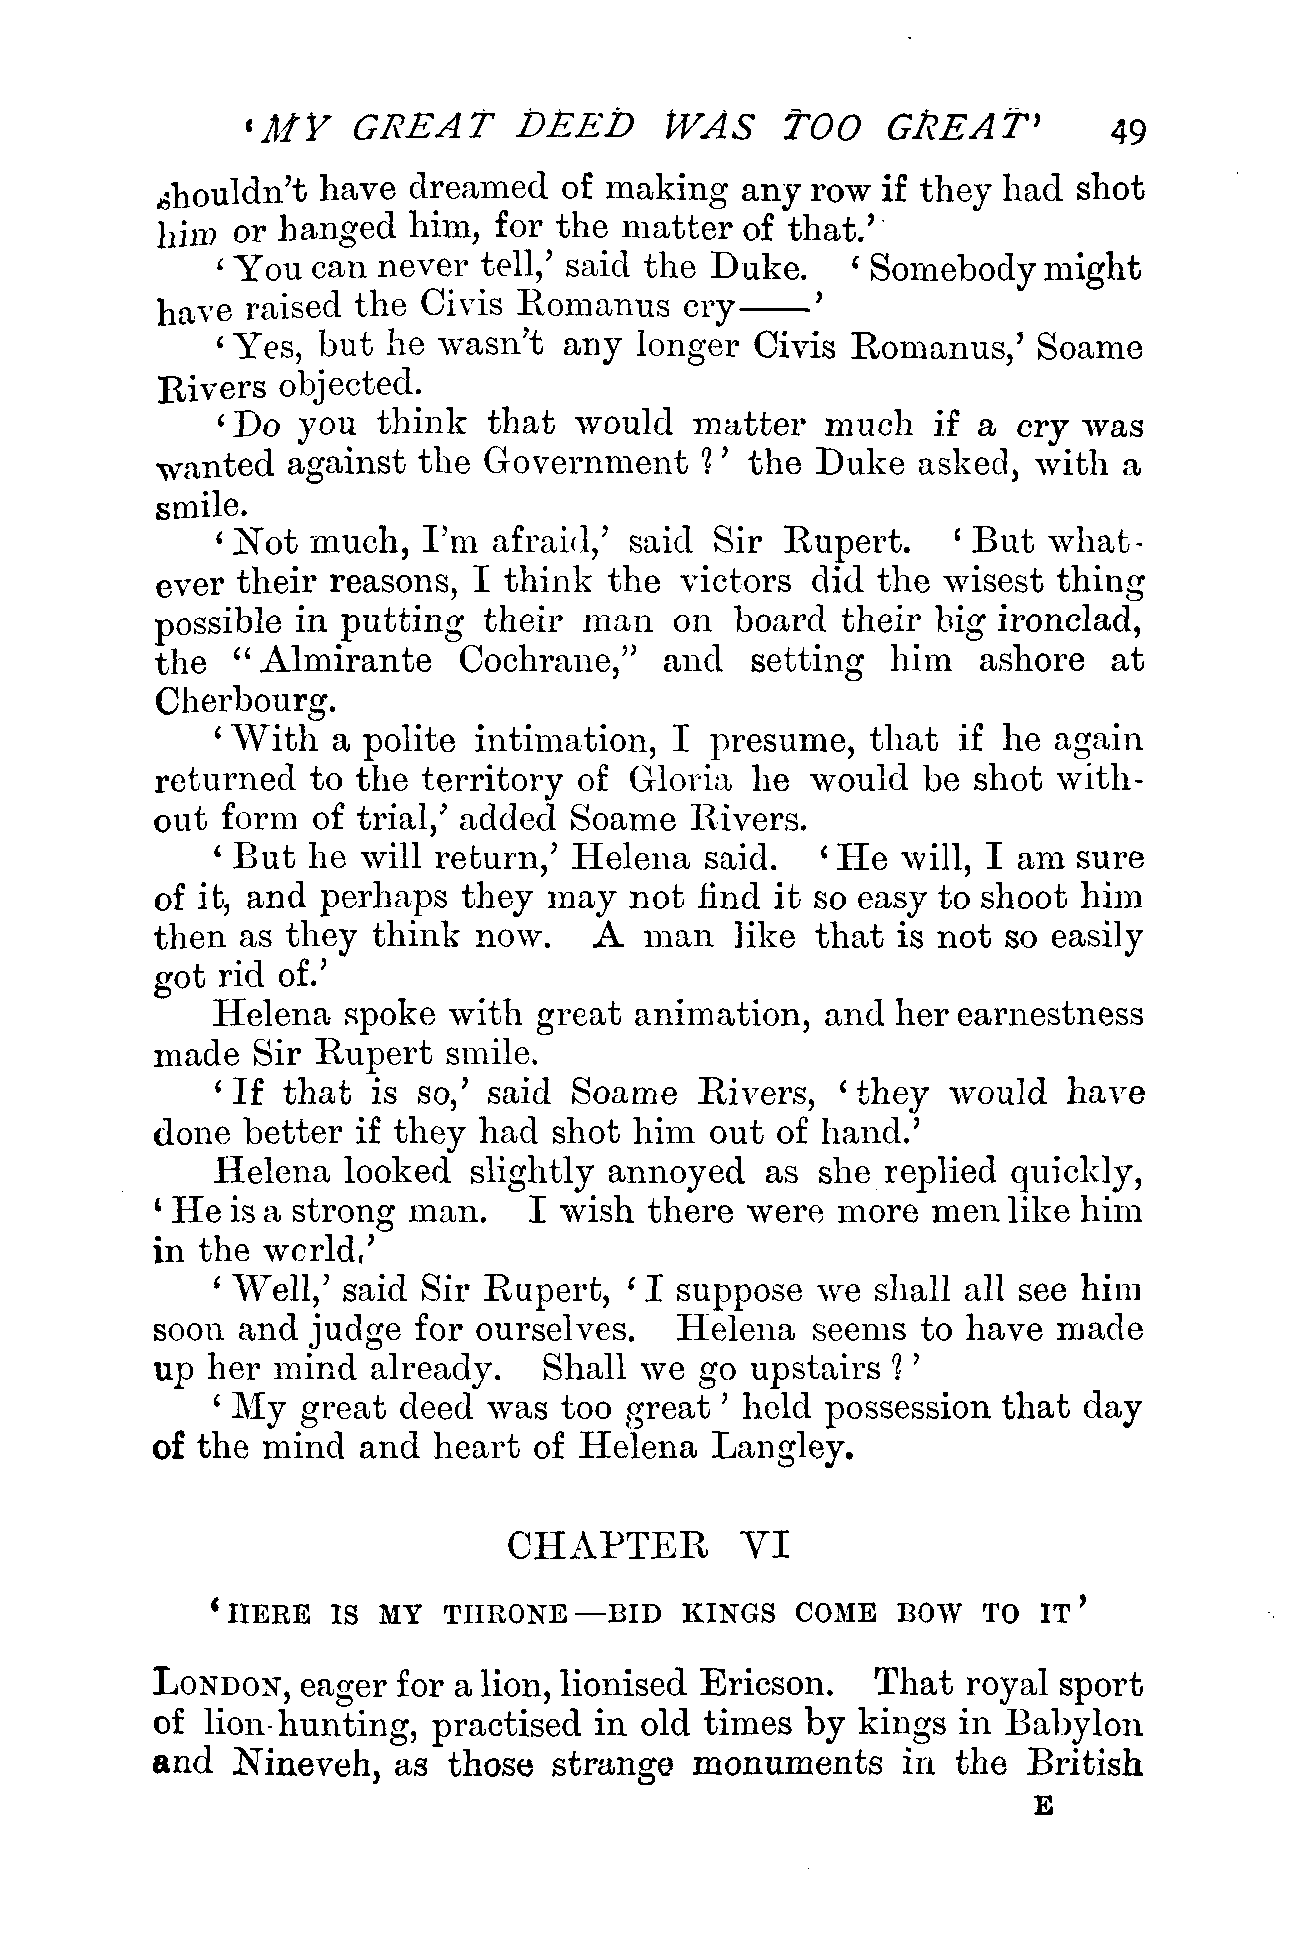 ‘MY GREAT DEED WAS TOO GREAT’ 49
shouldn’t have dreamed of making any row if they had shot
him or hanged him, for the matter of that.’
‘You can never tell,’ said the Duke. ‘Somebody might
have raised the Civis Romanus cry——’
‘Yes, but he wasn’t any longer Civis Romanus,’ Soame
Rivers objected.
‘Do you think that would matter much if a cry was
wanted against the Government?’ the Duke asked, with a
smile.
‘Not much, I’m afraid,’ said Sir Rupert. ‘But what-
ever their reasons, I think the victors did the wisest thing
possible in putting their man on board their big ironclad,
the “Almirante Cochrane,” and setting him ashore at
Cherbourg.
‘With a polite intimation, I presume, that if he again
returned to the territory of Gloria he would be shot with-
out form of trial,’ added Soame Rivers.
‘But he will return,’ Helena said. ‘He will, I am sure
of it, and perhaps they may not find it so easy to shoot him
then as they think now. A man like that is not so easily
got rid of.’
Helena spoke with great animation, and her earnestness
made Sir Rupert smile.
‘If that is so,’ said Soame Rivers, ‘they would have
done better if they had shot him out of hand.’
Helena looked slightly annoyed as she replied quickly,
‘He is a strong man. I wish there were more men like him
in the world.’
‘Well,’ said Sir Rupert, ‘I suppose we shall all see him
soon and judge for ourselves. Helena seems to have made
up her mind already. Shall we go upstairs?’
‘My great deed was too great’ held possession that day
of the mind and heart of Helena Langley.
CHAPTER VI
‘HERE IS MY THRONE—BID KINGS COME BOW TO IT’
LONDON, eager for a lion, lionised Ericson. That royal sport
of lion-hunting, practised in old times by kings in Babylon
and Nineveh, as those strange monuments in the British
E